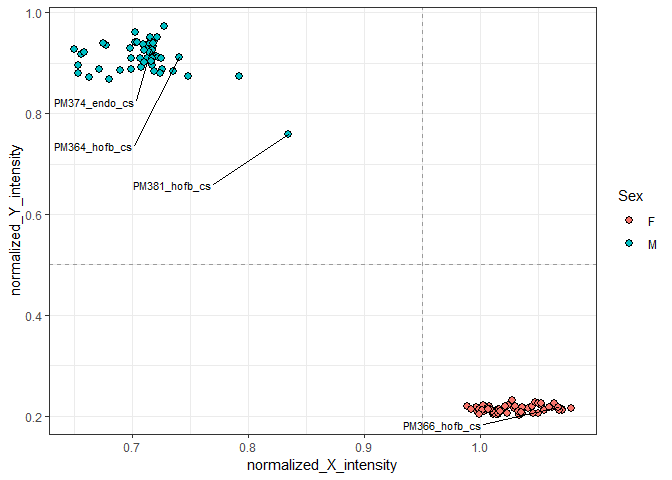 1.0
0.8
0.6
0.4
0.2
normalized_Y_intensity
PM374_endo_cs
PM364_hofb_cs
PM381_hofb_cs
PM366_hofb_cs
0.7
0.8
0.9
1.0
normalized_X_intensity
Sex
F
M